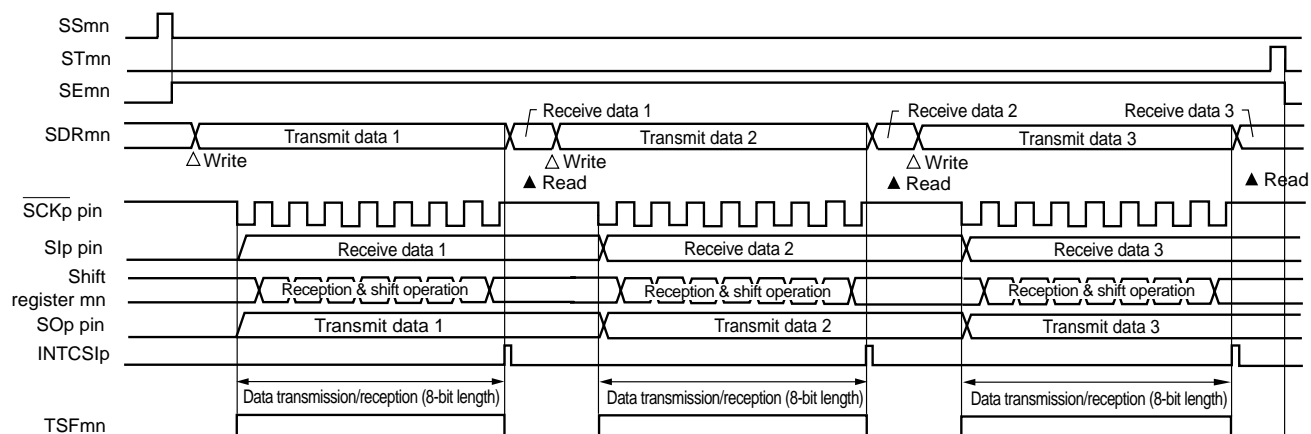 SSmn
STmn
SEmn
Receive data 1 Receive data 2 Receive data 3
SDRmn Transmit data 1 Transmit data 2 Transmit data 3
△ Write △ Write △ Write
▲ Read ▲ Read ▲ Read
SCKp pin
SIp pin Receive data 1 Receive data 2 Receive data 3
Shift
register mn Reception & shift operation Reception & shift operation Reception & shift operation
SOp pin Transmit data 1 Transmit data 2 Transmit data 3
INTCSIp
Data transmission/reception (8-bit length) Data transmission/reception (8-bit length) Data transmission/reception (8-bit length)
TSFmn